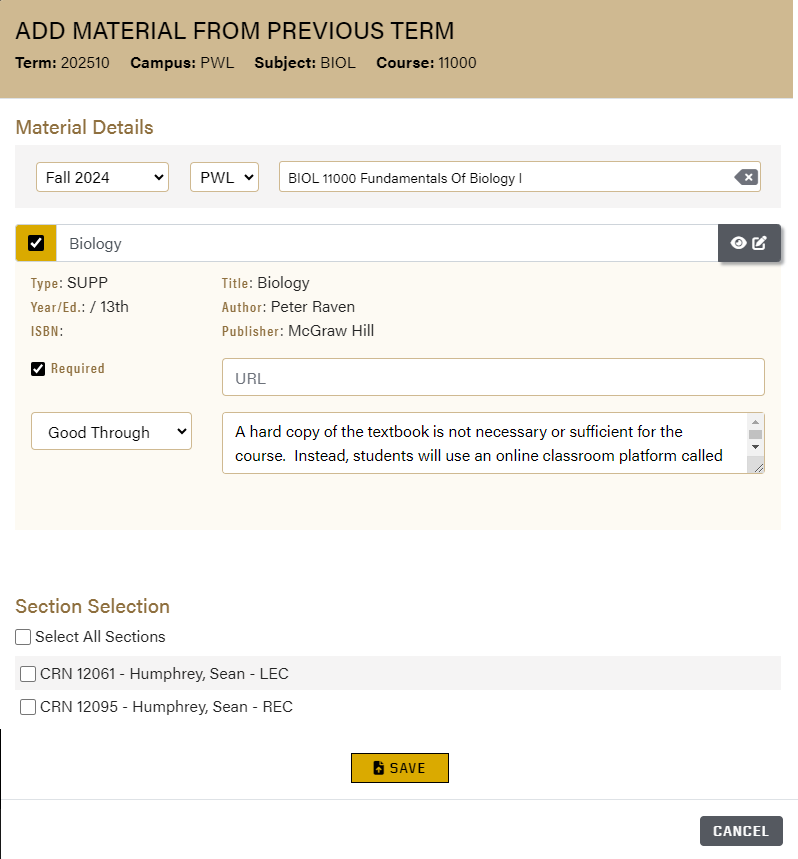 ADD MATERIAL FROM PREVIOUS TERM
Term: 202510 Campus: PWL Subject: BIOL Course: 11000
Material Details
Fall 2024 PWL BIOL 11000 Fundamentals Of Biology I
Biology
Type: SUPP Title: Biology
Year/Ed.: / 13th Author: Peter Raven
ISBN: Publisher: McGraw Hill
Required URL
Good Through A hard copy of the textbook is not necessary or sufficient for the
course. Instead, students will use an online classroom platform called
Section Selection
Select All Sections
CRN 12061 - Humphrey, Sean - LEC
CRN 12095 - Humphrey, Sean - REC
SAVE
CANCEL